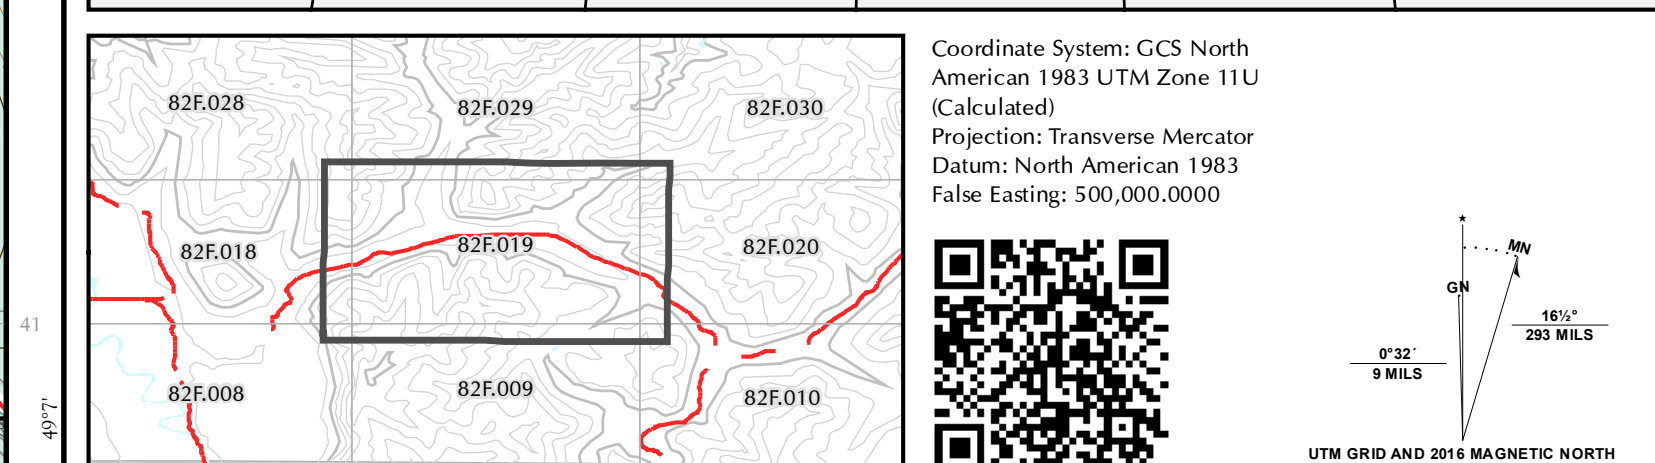 82F.028
82F.029
82F.030
82F.018
82F.019
82F.020
82F.008
82F.009
82F.010
41
49°7'
Coordinate System: GCS North
American 1983 UTM Zone 11U
(Calculated)
Projection: Transverse Mercator
Datum: North American 1983
False Easting: 500,000.0000
MN
GN
16½°
293 MILS
0°32´
9 MILS
UTM GRID AND 2016 MAGNETIC NORTH